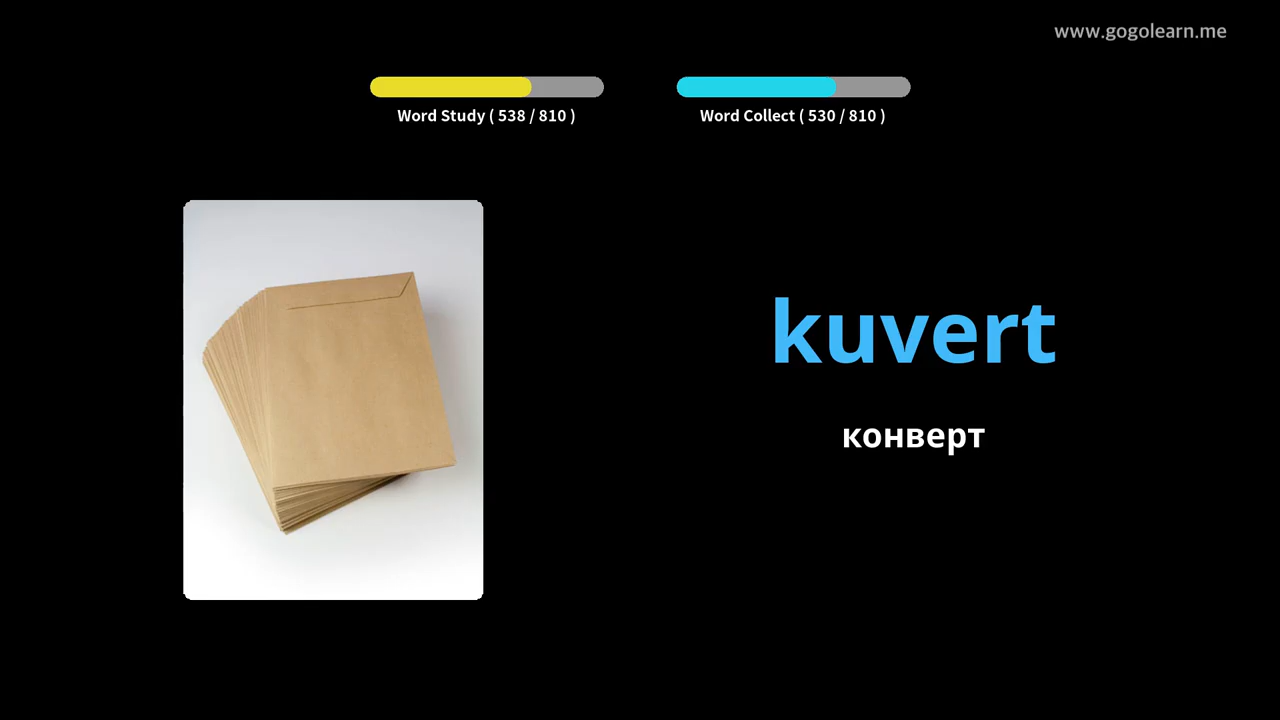 www.gogolearn.me
Word Study ( 538 / 810 )
Word Collect ( 530 / 810 )
kuvert
конверт